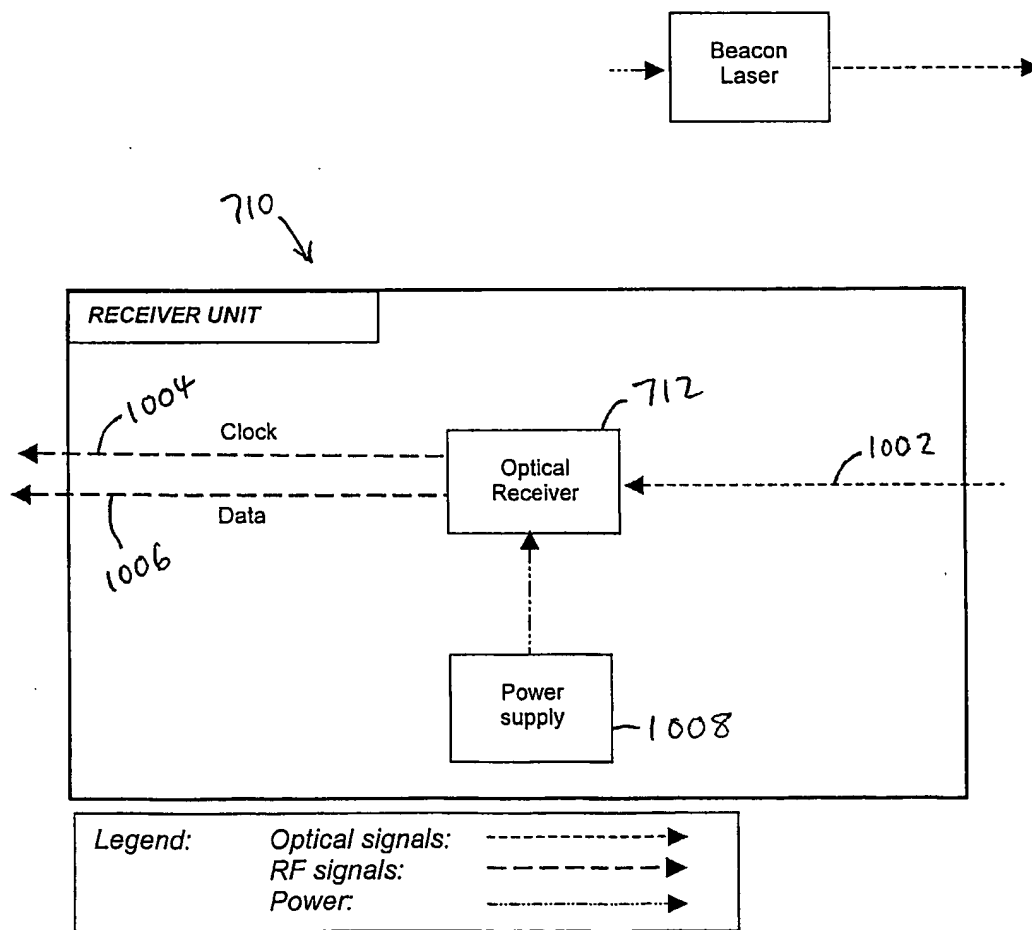 Beacon
Laser
710
RECEIVER UNIT
1004
Clock
712
Optical
Receiver
1002
Data
1006
Power
supply
1008
Legend:
Optical signals:
RF signals:
Power: